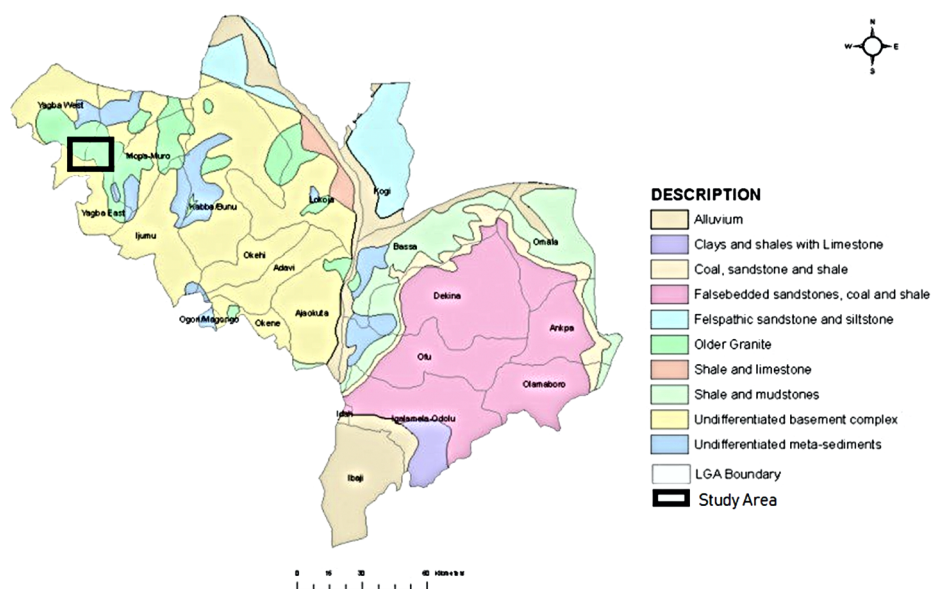 N
W E
S
Yagba West
Mopa-Muro
Kogi
Lokoja
Kabba/Bunu
Yagba East
Ijumu
Bassa
Omala
Okehi
Adavi
Dekina
Ajaokuta
Ogori/Magongo
Okene
Ankpa
Ofu
Olamaboro
Idah
Igalamela-Odolu
Ibaji
DESCRIPTION
Alluvium
Clays and shales with Limestone
Coal, sandstone and shale
Falsebedded sandstones, coal and shale
Felspathic sandstone and siltstone
Older Granite
Shale and limestone
Shale and mudstones
Undifferentiated basement complex
Undifferentiated meta-sediments
LGA Boundary
Study Area
0 15 30 60